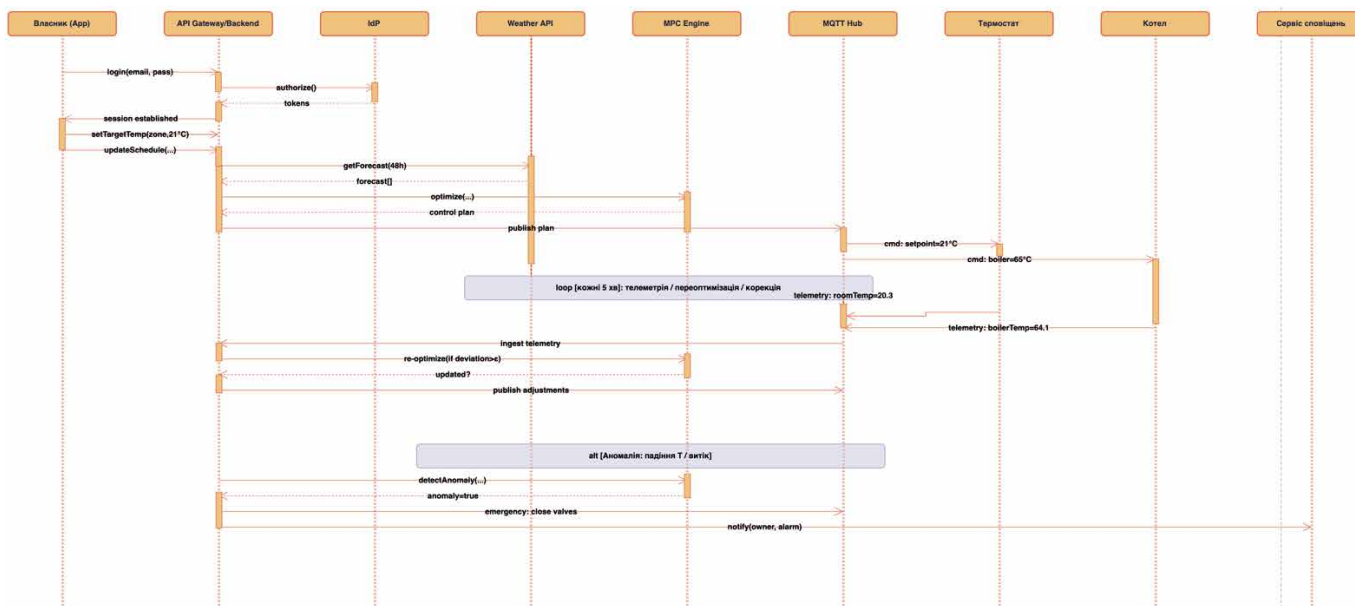 Власник (App)
API Gateway/Backend
IdP
Weather API
MPC Engine
MQTT Hub
Термостат
Котел
Сервіс сповіщень
login(email, pass)
authorize()
tokens
session established
setTargetTemp(zone,21°C)
updateSchedule(...)
getForecast(48h)
forecast[]
optimize(...)
control plan
publish plan
cmd: setpoint=21°C
cmd: boiler=65°C
loop [кожні 5 хв]: телеметрія / переоптимізація / корекція
telemetry: roomTemp=20.3
telemetry: boilerTemp=64.1
ingest telemetry
re-optimize(if deviation>ε)
updated?
publish adjustments
alt [Аномалія: падіння T / витік]
detectAnomaly(...)
anomaly=true
emergency: close valves
notify(owner, alarm)